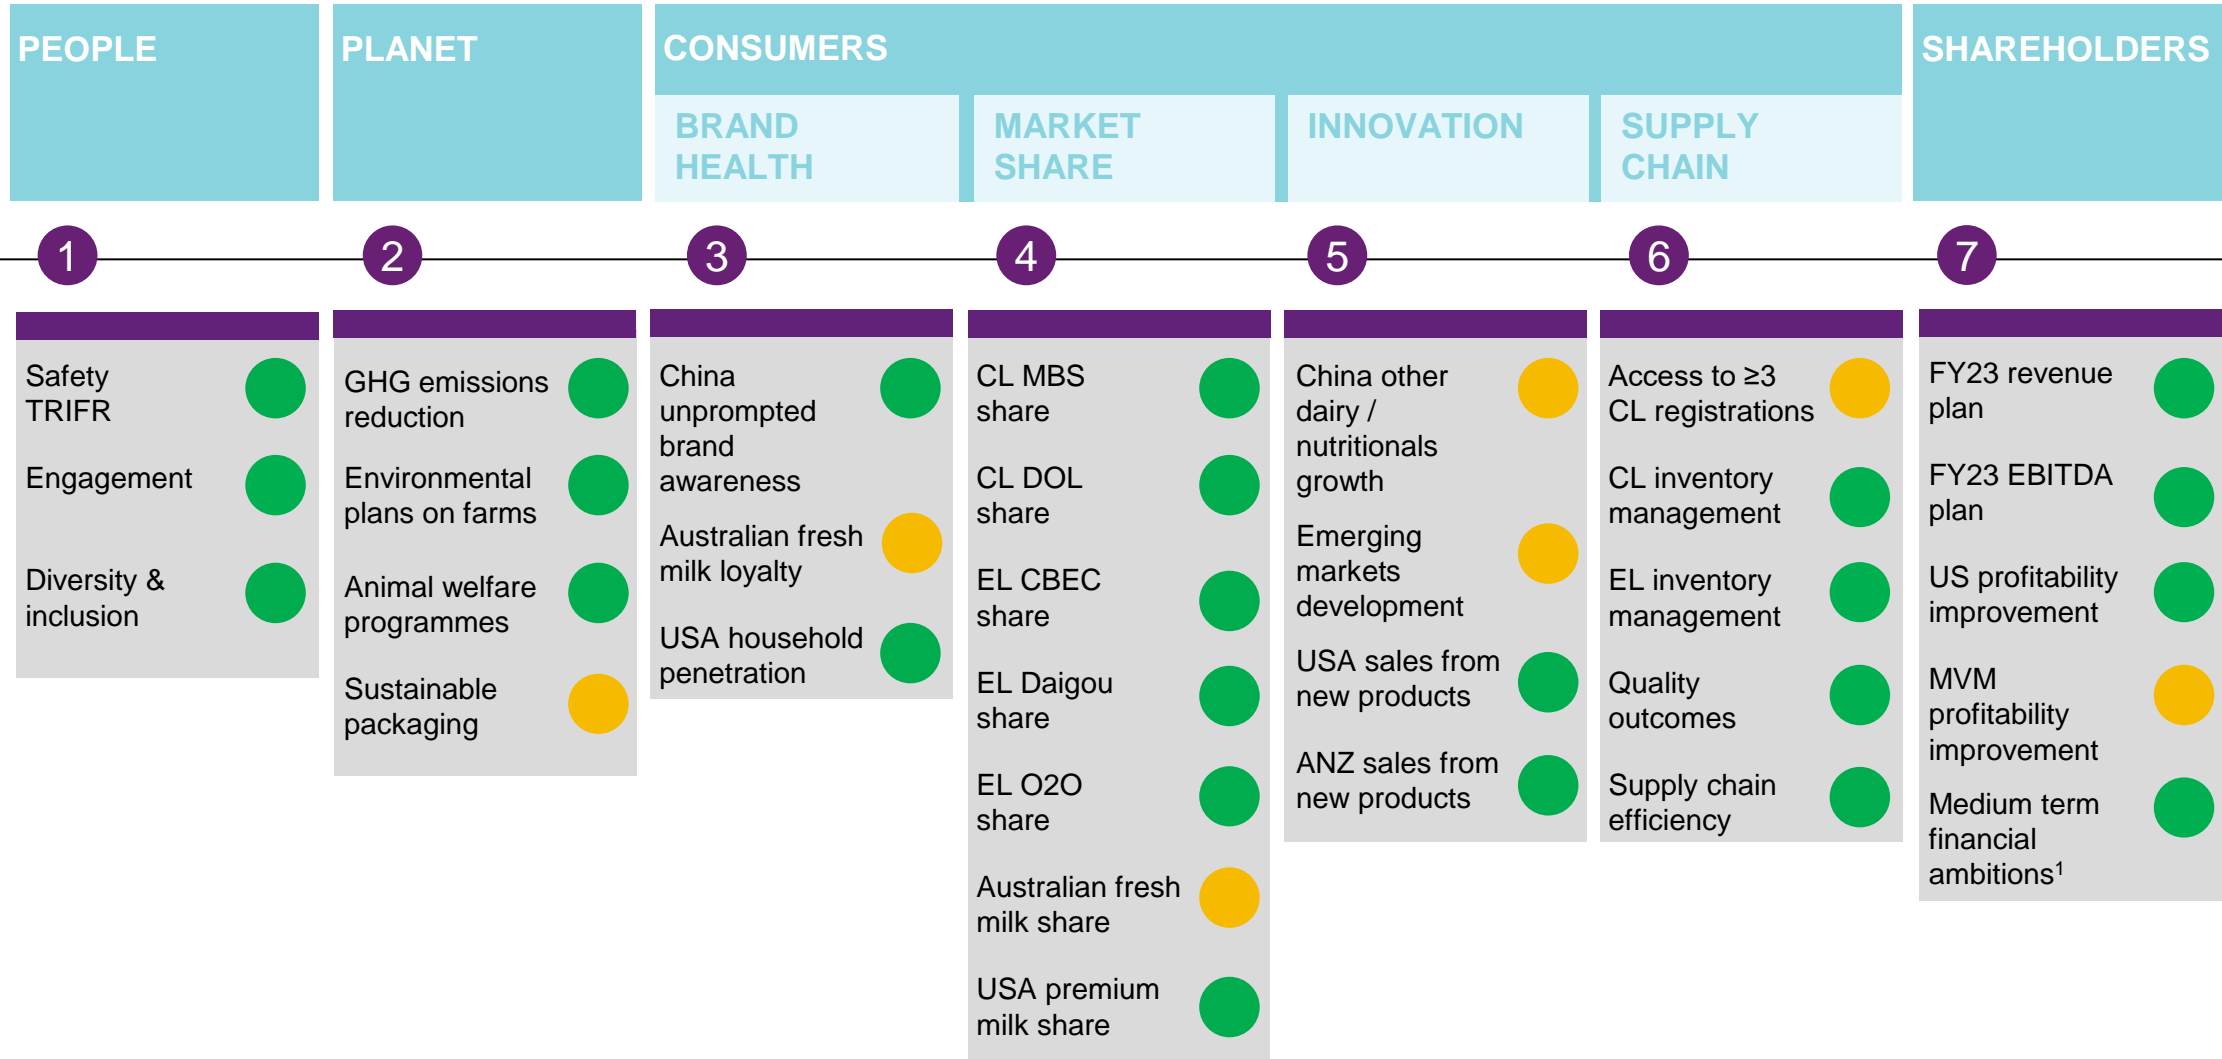 PEOPLE
PLANET
CONSUMERS
SHAREHOLDERS
BRAND
HEALTH
MARKET
SHARE
INNOVATION
SUPPLY
CHAIN
1
2
3
4
5
6
7
Safety
TRIFR
Engagement
Diversity &
inclusion
GHG emissions
reduction
Environmental
plans on farms
Animal welfare
programmes
Sustainable
packaging
China
unprompted
brand
awareness
Australian fresh
milk loyalty
USA household
penetration
CL MBS
share
CL DOL
share
EL CBEC
share
EL Daigou
share
EL O2O
share
Australian fresh
milk share
USA premium
milk share
China other
dairy /
nutritionals
growth
Emerging
markets
development
USA sales from
new products
ANZ sales from
new products
Access to ≥3
CL registrations
CL inventory
management
EL inventory
management
Quality
outcomes
Supply chain
efficiency
FY23 revenue
plan
FY23 EBITDA
plan
US profitability
improvement
MVM
profitability
improvement
Medium term
financial
ambitions¹